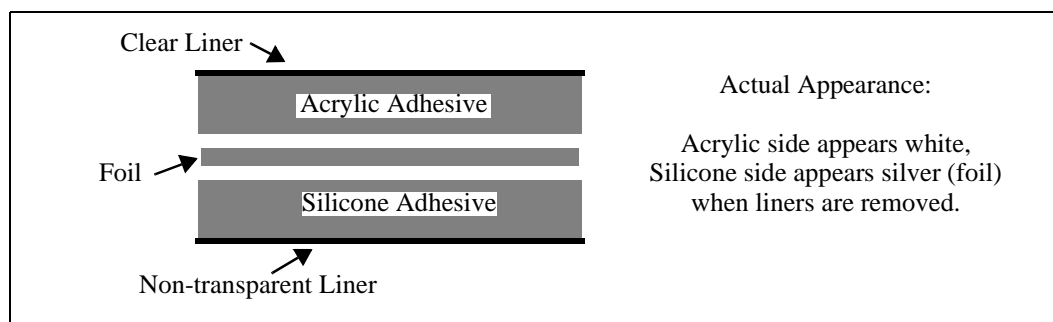 Clear Liner
Acrylic Adhesive
Foil
Silicone Adhesive
Non-transparent Liner
Actual Appearance:
Acrylic side appears white,
Silicone side appears silver (foil)
when liners are removed.